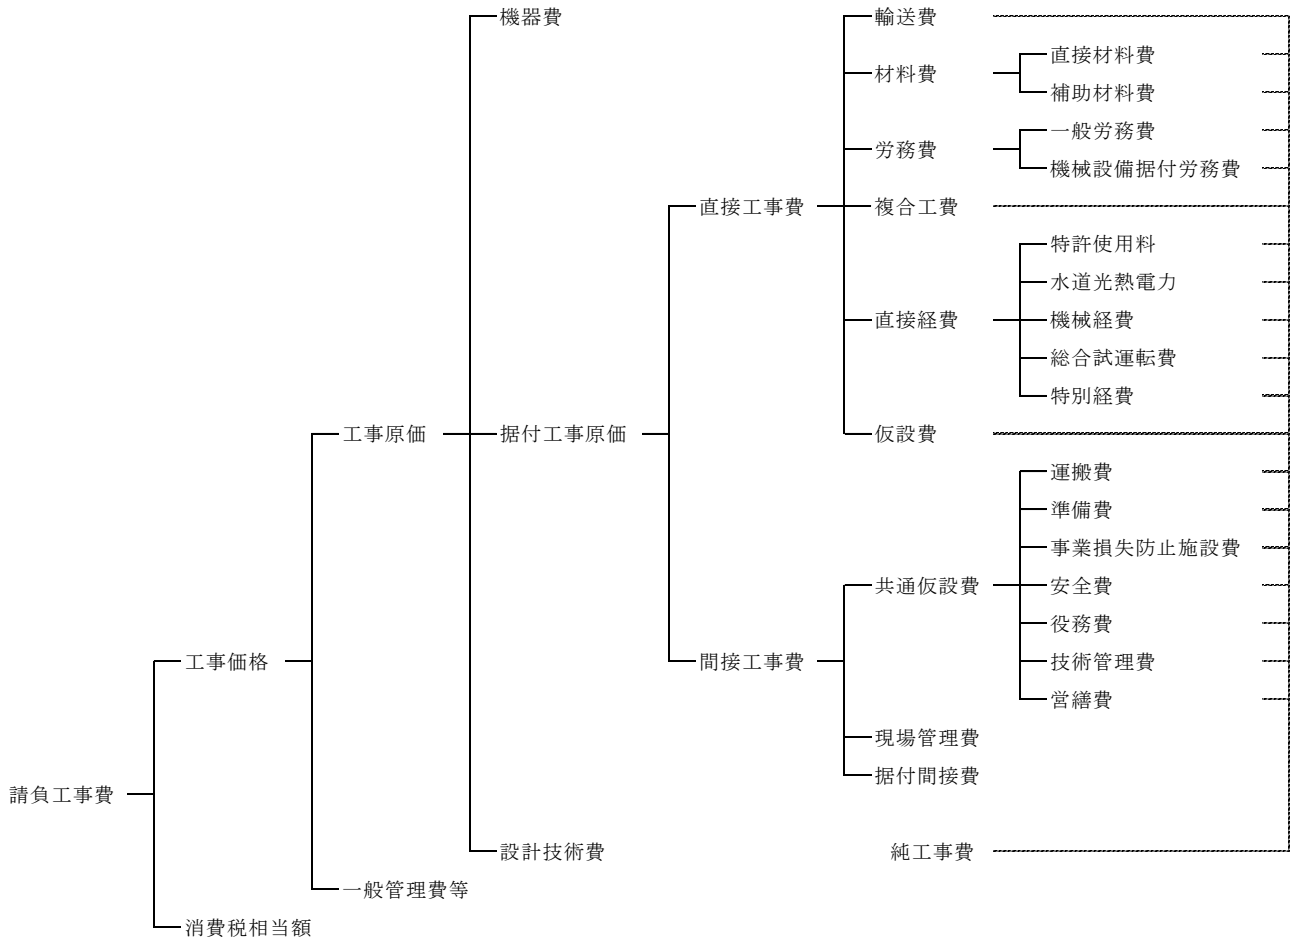 機器費
輸送費
直接材料費
材料費
補助材料費
一般労務費
労務費
機械設備据付労務費
直接工事費
複合工費
特許使用料
水道光熱電力
直接経費
機械経費
総合試運転費
特別経費
工事原価
据付工事原価
仮設費
運搬費
準備費
事業損失防止施設費
共通仮設費
安全費
役務費
工事価格
間接工事費
技術管理費
営繕費
現場管理費
据付間接費
請負工事費
設計技術費
純工事費
一般管理費等
消費税相当額